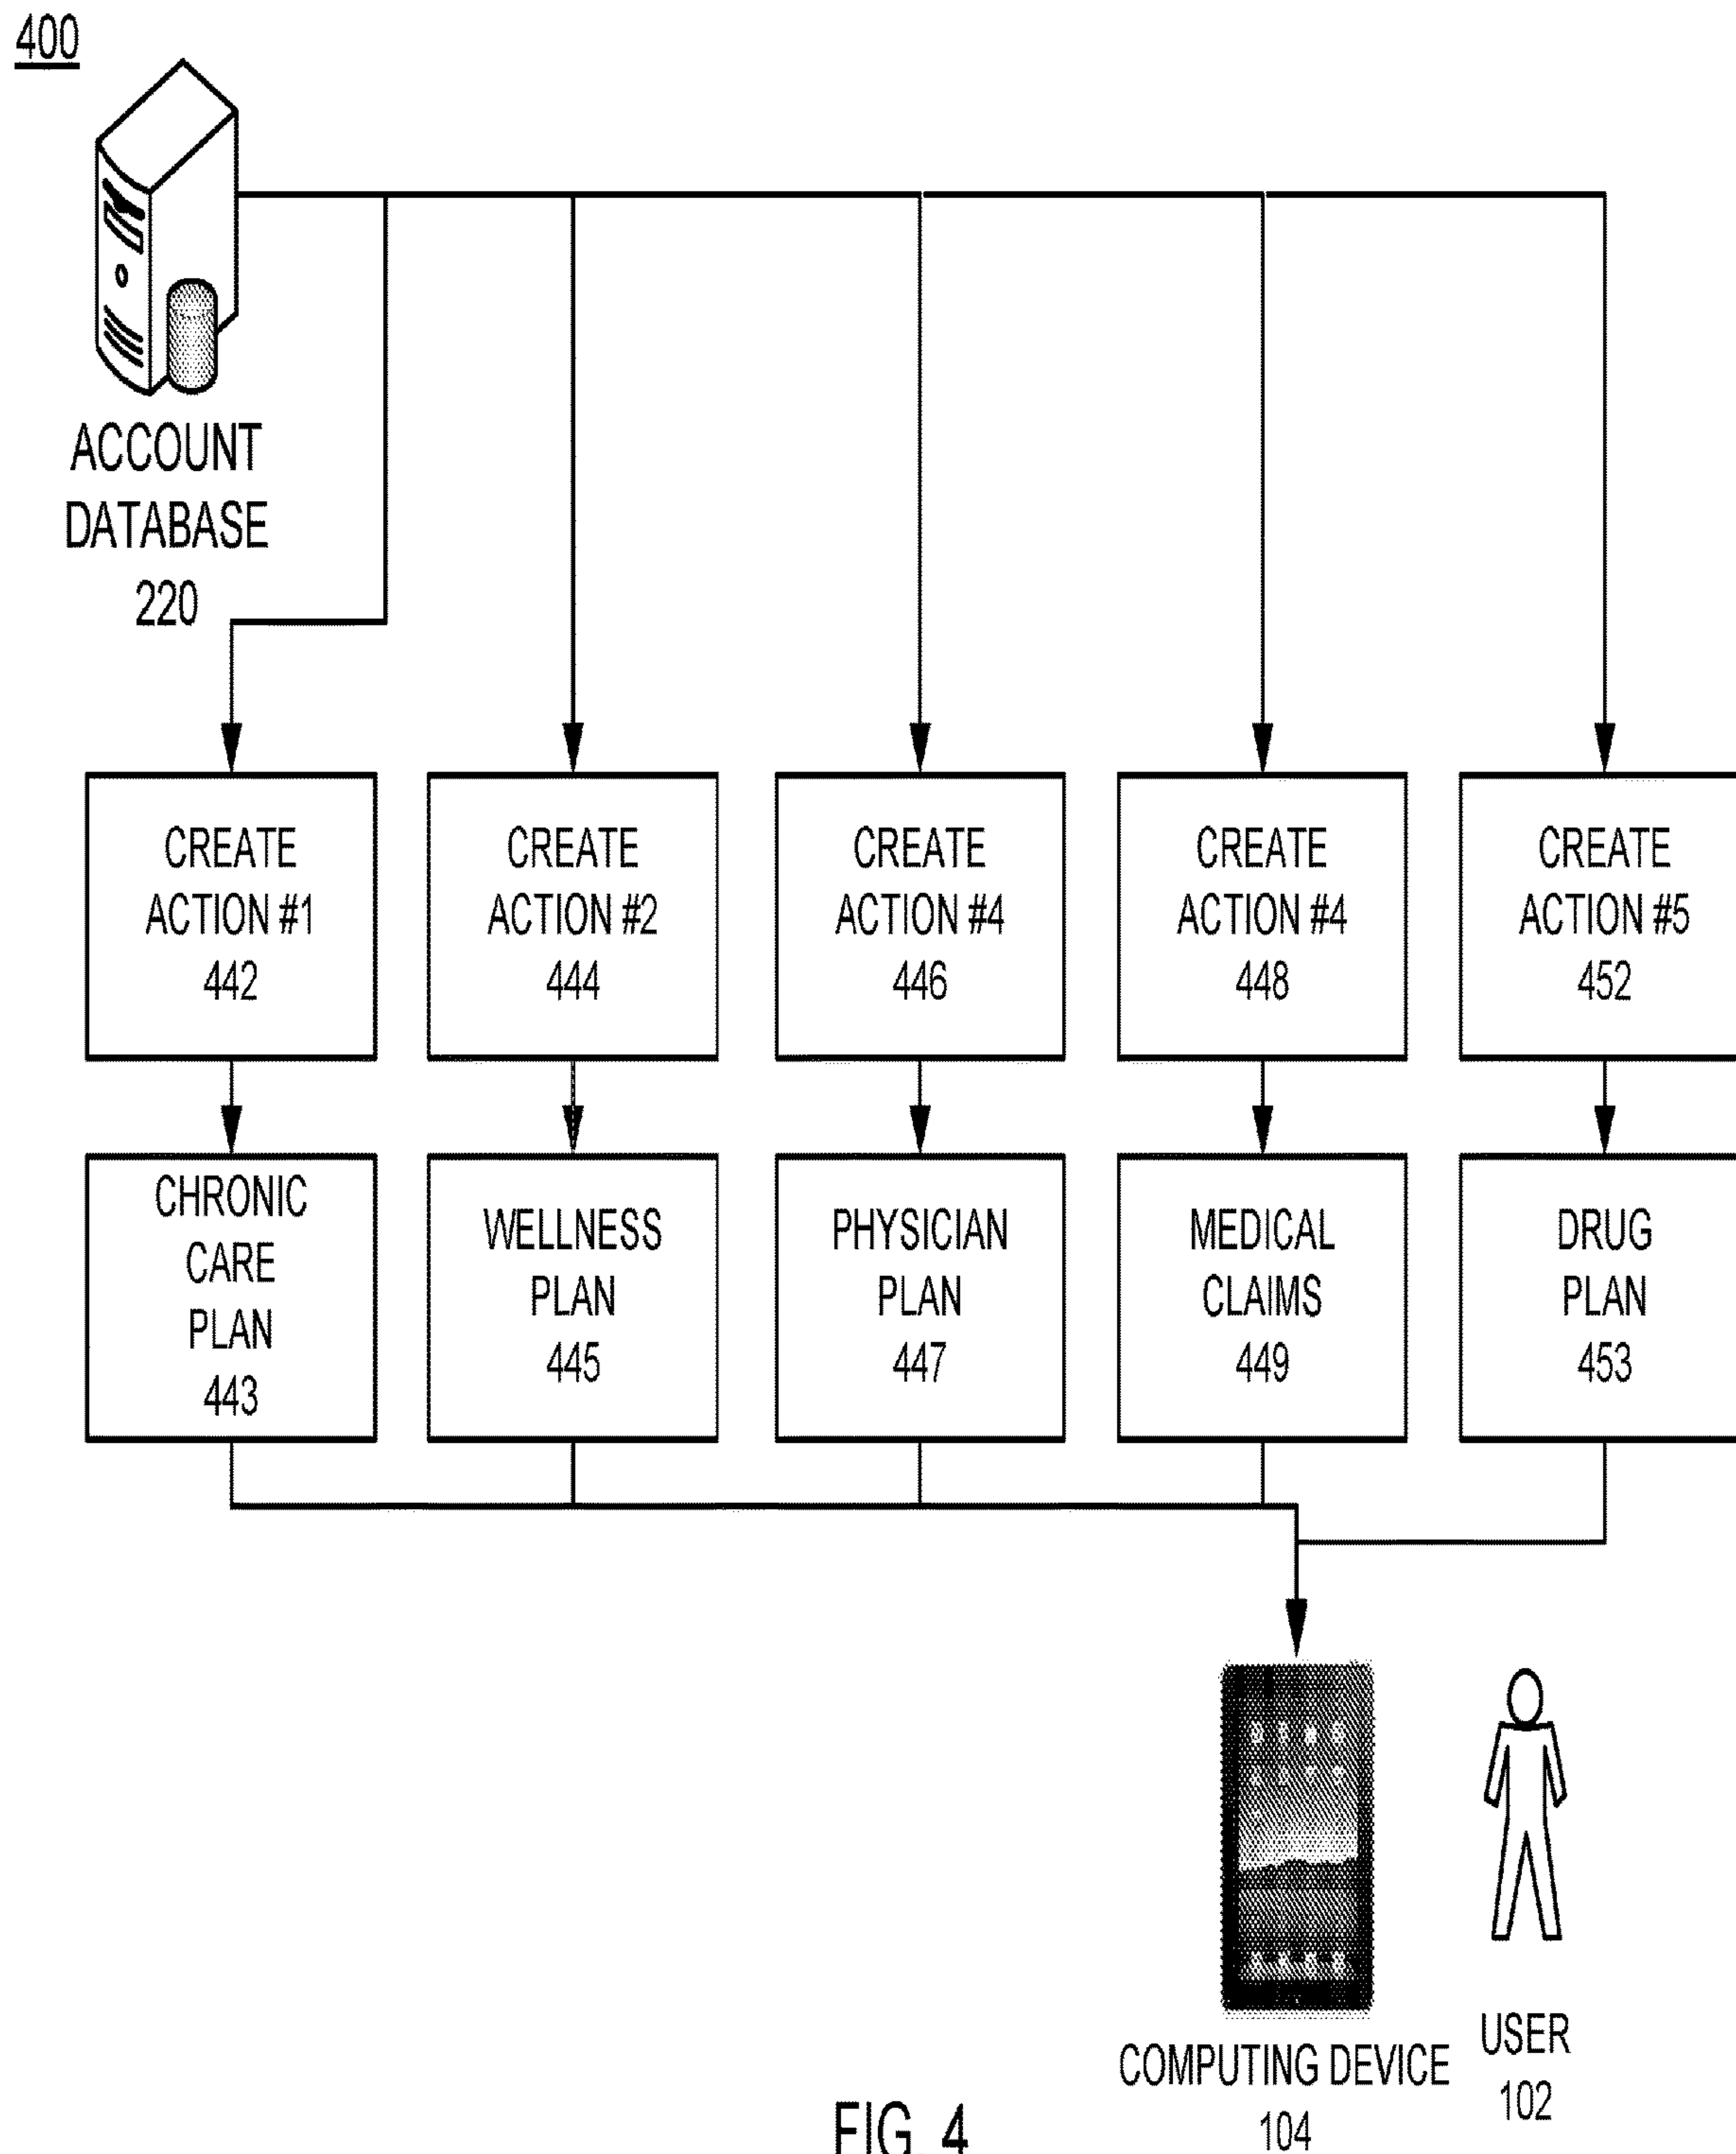 400
ACCOUNT
DATABASE
220
CREATE
ACTION #1
442
CREATE
ACTION #2
444
CREATE
ACTION #4
446
CREATE
ACTION #4
448
CREATE
ACTION #5
452
CHRONIC
CARE
PLAN
443
WELLNESS
PLAN
445
PHYSICIAN
PLAN
447
MEDICAL
CLAIMS
449
DRUG
PLAN
453
COMPUTING DEVICE
104
USER
102
FIG. 4